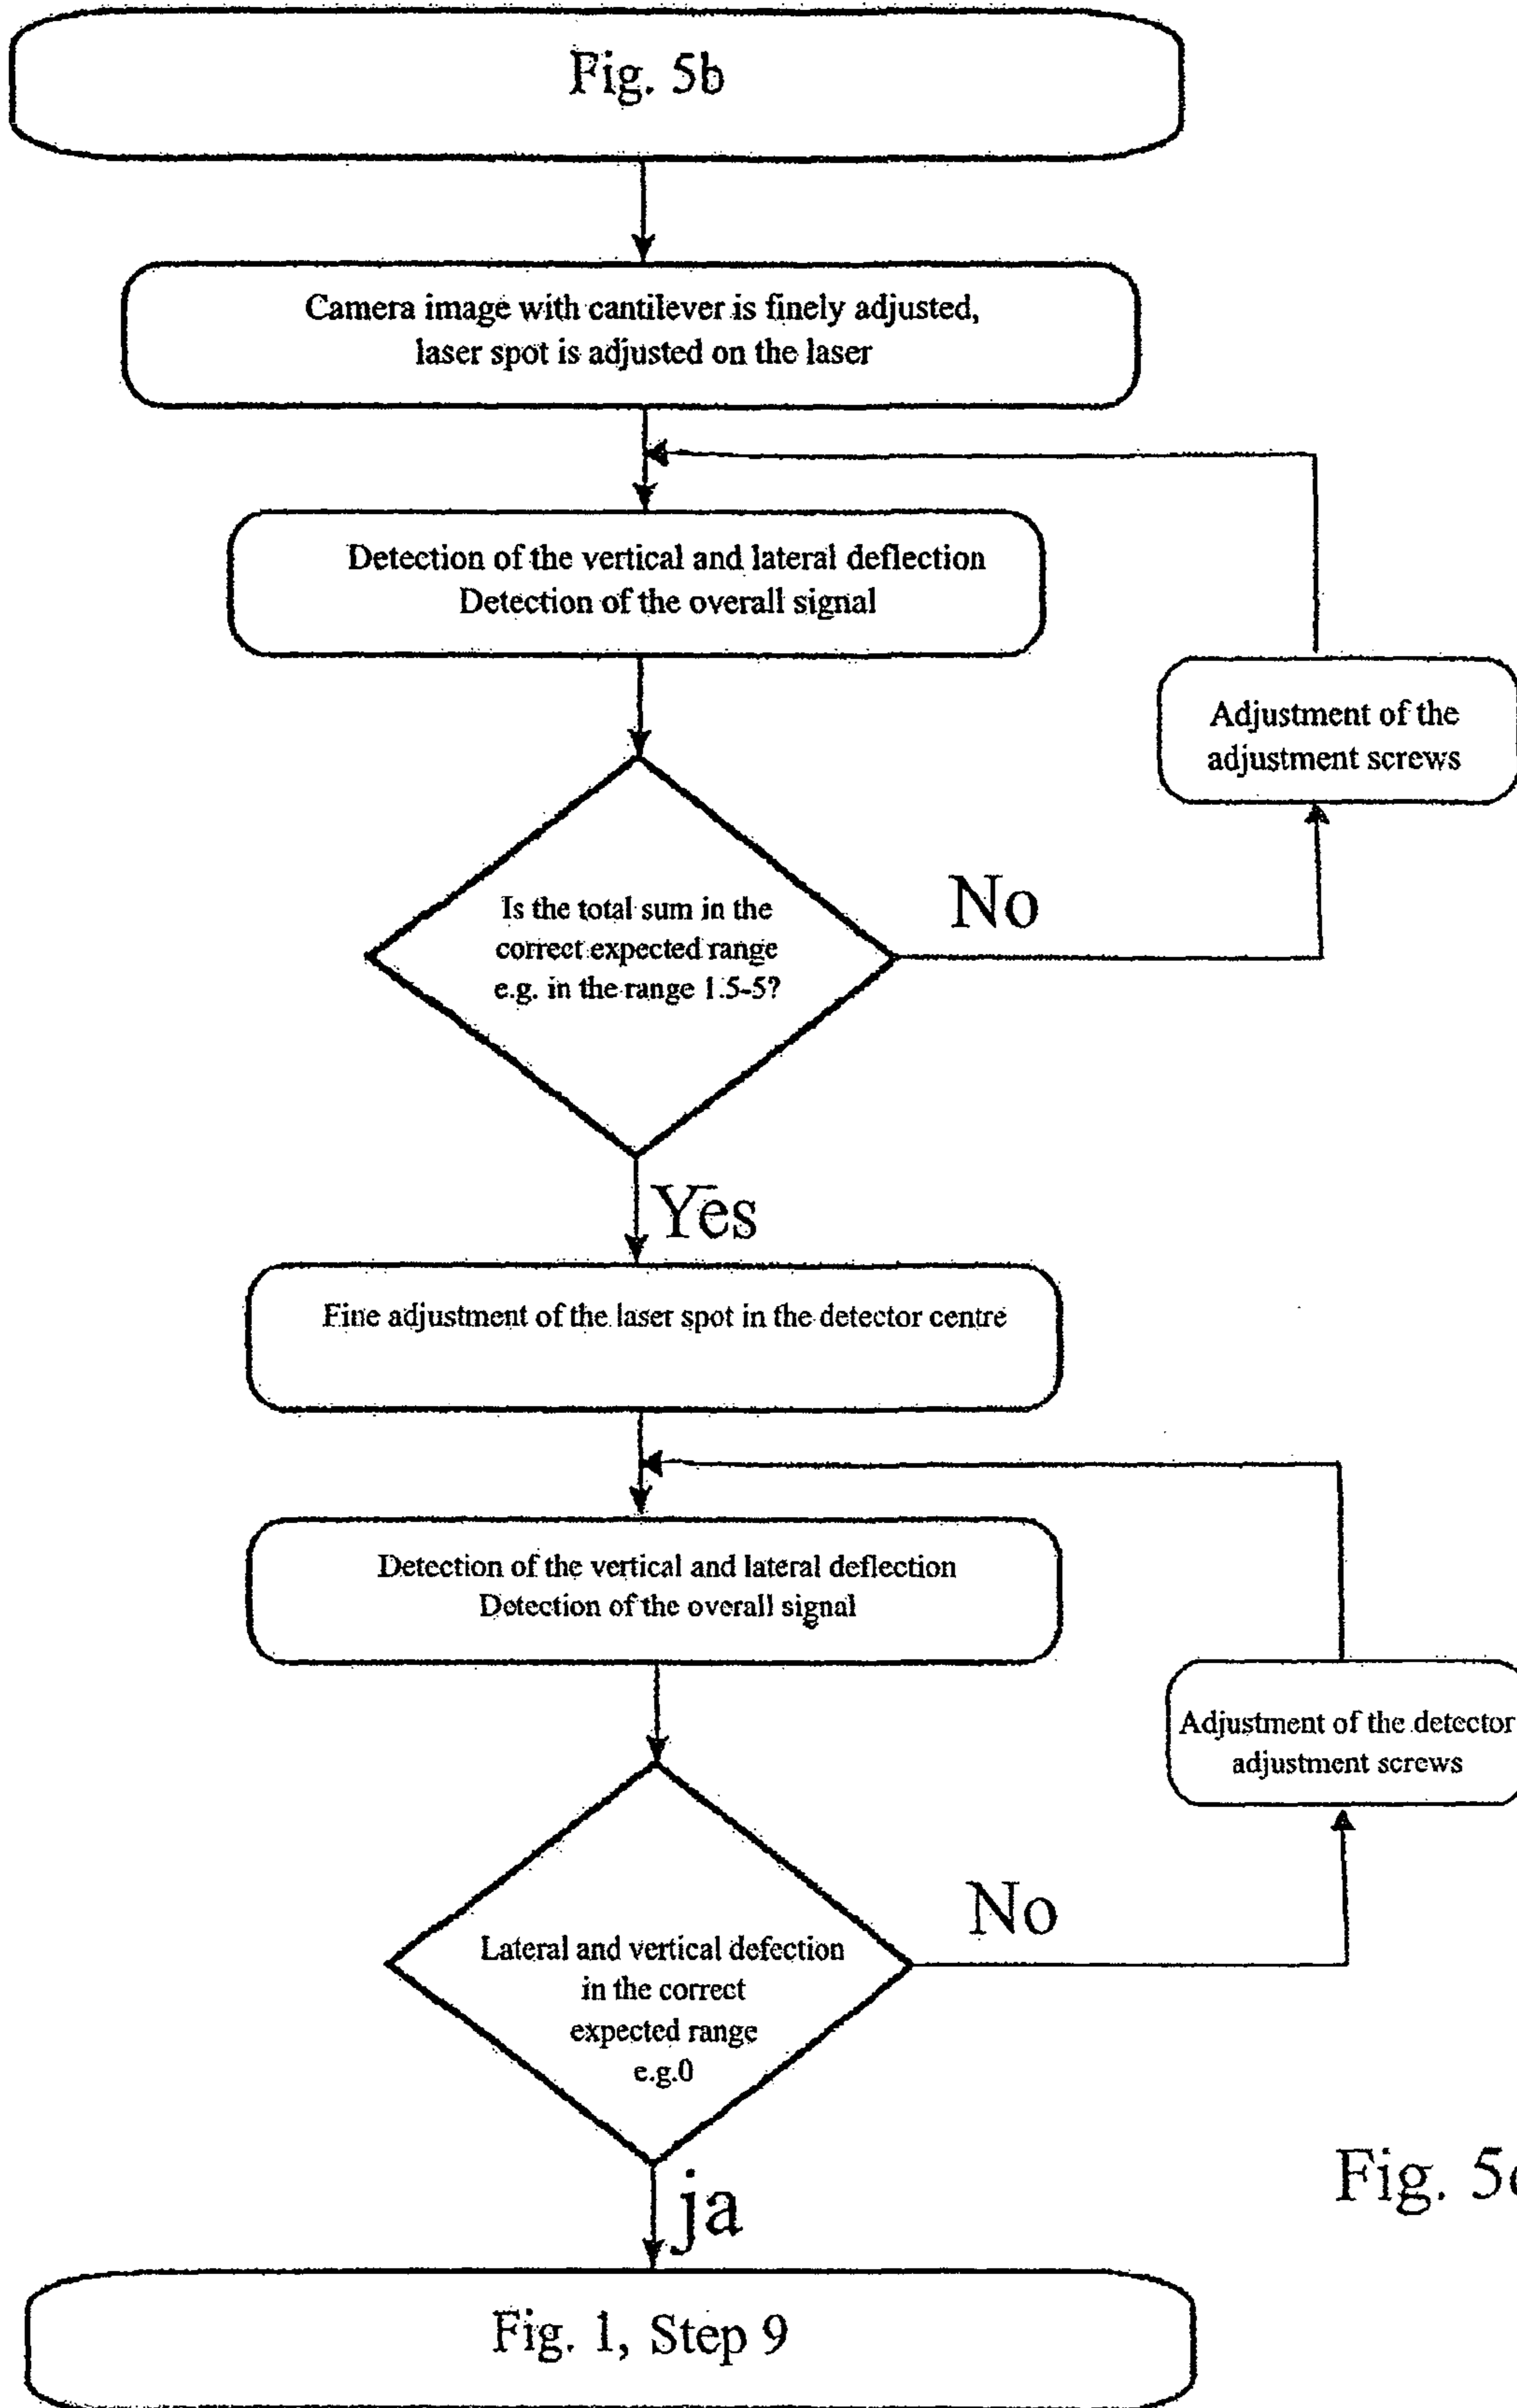 Fig. 5b
Camera image with cantilever is finely adjusted,
laser spot is adjusted on the laser
Detection of the vertical and lateral deflection
Detection of the overall signal
Adjustment of the
adjustment screws
Is the total sum in the
correct expected range
e.g. in the range 1.5-5?
No
Yes
Fine adjustment of the laser spot in the detector centre
Detection of the vertical and lateral deflection
Detection of the overall signal
Adjustment of the detector
adjustment screws
Lateral and vertical defection
in the correct
expected range
e.g.0
No
ja
Fig.
Fig. 1, Step 9